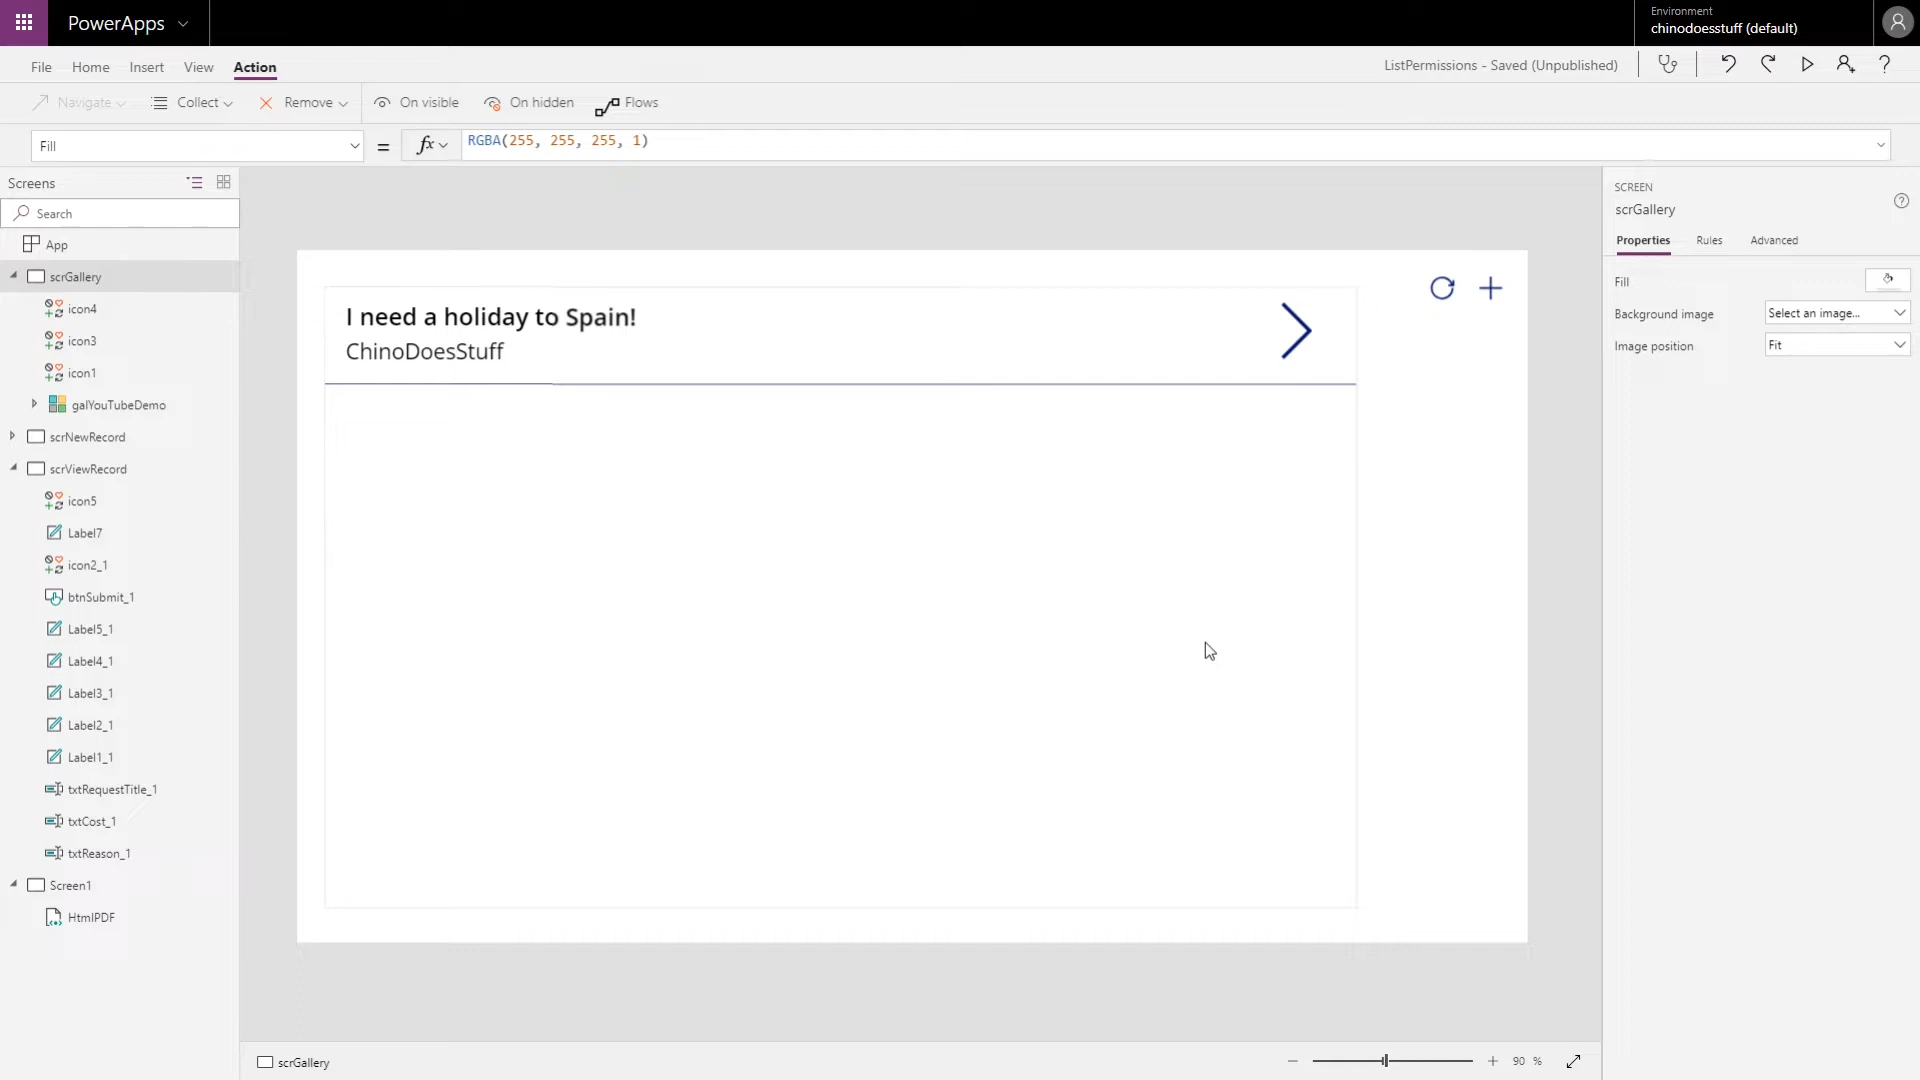 PowerApps
Environment
chinodoesstuff (default)
File Home Insert View Action
ListPermissions - Saved (Unpublished)
Navigate Collect Remove On visible On hidden Flows
Fill = fx RGBA(255, 255, 255, 1)
Screens
Search
App
scrGallery
icon4
icon3
icon1
galYouTubeDemo
scrNewRecord
scrViewRecord
icon5
Label7
icon2_1
btnSubmit_1
Label5_1
Label4_1
Label3_1
Label2_1
Label1_1
txtRequestTitle_1
txtCost_1
txtReason_1
Screen1
HtmlPDF
I need a holiday to Spain!
ChinoDoesStuff
SCREEN
scrGallery
Properties Rules Advanced
Fill
Background image Select an image...
Image position Fit
scrGallery
90 %